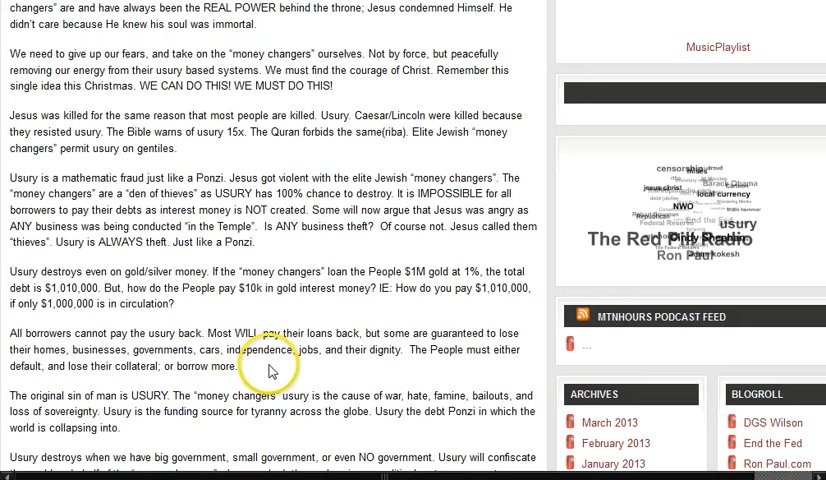 changers" are and have always been the REAL POWER behind the throne; Jesus condemned Himself. He
didn't care because He knew his soul was immortal.
We need to give up our fears, and take on the "money changers" ourselves. Not by force, but peacefully
removing our energy from their usury based systems. We must find the courage of Christ. Remember this
single idea this Christmas. WE CAN DO THIS! WE MUST DO THIS!
Jesus was killed for the same reason that most people are killed. Usury. Caesar/Lincoln were killed because
they resisted usury. The Bible warns of usury 15x. The Quran forbids the same(riba). Elite Jewish "money
changers" permit usury on gentiles.
Usury is a mathematic fraud just like a Ponzi. Jesus got violent with the elite Jewish "money changers". The
"money changers" are a "den of thieves" as USURY has 100% chance to destroy. It is IMPOSSIBLE for all
borrowers to pay their debts as interest money is NOT created. Some will now argue that Jesus was angry as
ANY business was being conducted "in the Temple". Is ANY business theft? Of course not. Jesus called them
"thieves". Usury is ALWAYS theft. Just like a Ponzi.
Usury destroys even on gold/silver money. If the "money changers" loan the People $1M gold at 1%, the total
debt is $1,010,000. But, how do the People pay $10k in gold interest money? IE: How do you pay $1,010,000,
if only $1,000,000 is in circulation?
All borrowers cannot pay the usury back. Most WILL pay their loans back, but some are guaranteed to lose
their homes, businesses, governments, cars, independence, jobs, and their dignity. The People must either
default, and lose their collateral; or borrow more.
The original sin of man is USURY. The "money changers" usury is the cause of war, hate, famine, bailouts, and
loss of sovereignty. Usury is the funding source for tyranny across the globe. Usury the debt Ponzi in which the
world is collapsing into.
Usury destroys when we have big government, small government, or even NO government. Usury will confiscate
MusicPlaylist
censorship
Barack Obama
jesus christ
local currency
NWO
End the Fed
usury
The Red Pill Radio
Cindy Sheehan
Ron Paul
MTNHOURS PODCAST FEED
...
ARCHIVES
March 2013
February 2013
January 2013
BLOGROLL
DGS Wilson
End the Fed
Ron Paul.com